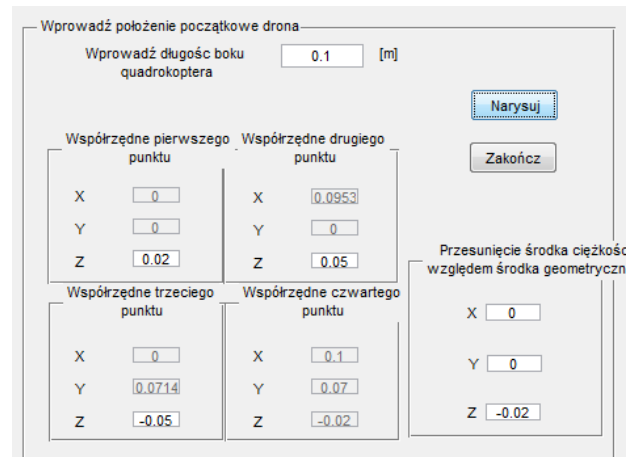 Wprowadź położenie początkowe drona
Wprowadź długośc boku
quadrokoptera
0.1
[m]
Narysuj
Zakończ
Współrzędne pierwszego
punktu
X 0
Y 0
Z 0.02
Współrzędne drugiego
punktu
X 0.0953
Y 0
Z 0.05
Współrzędne trzeciego
punktu
X 0
Y 0.0714
Z -0.05
Współrzędne czwartego
punktu
X 0.1
Y 0.07
Z -0.02
Przesunięcie środka ciężkośc
względem środka geometryczn
X 0
Y 0
Z -0.02